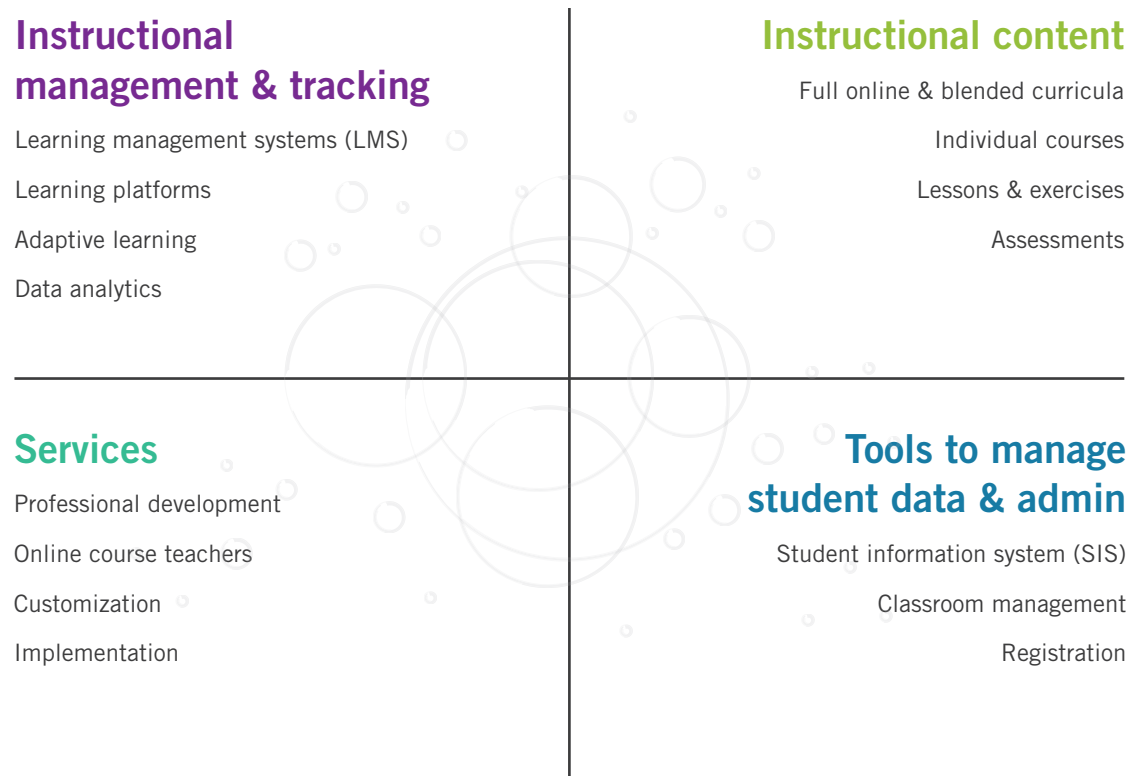 Instructional
management & tracking
Learning management systems (LMS)
Learning platforms
Adaptive learning
Data analytics
Instructional content
Full online & blended curricula
Individual courses
Lessons & exercises
Assessments
Services
Professional development
Online course teachers
Customization
Implementation
Tools to manage
student data & admin
Student information system (SIS)
Classroom management
Registration